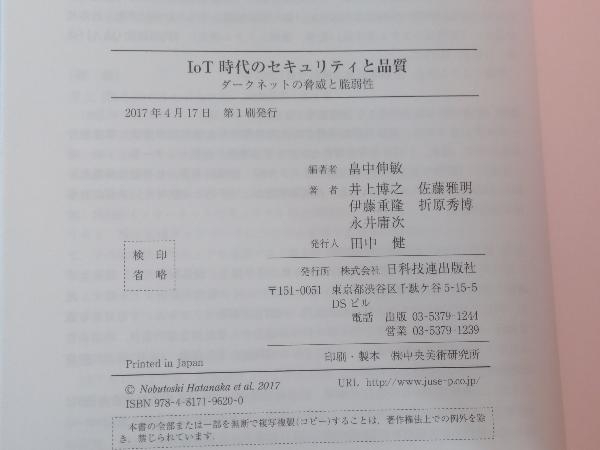 IoT 時代のセキュリティと品質
ダークネットの脅威と脆弱性
2017年4月17日 第1刷発行
編著者 畠中伸敏
著者 井上博之 佐藤雅明
伊藤重隆 折原秀博
永井庸次
発行人 田中 健
検印
省略
発行所 株式会社 日科技連出版社
〒151-0051 東京都渋谷区千駄ケ谷5-15-5
DSビル
電話 出版 03-5379-1244
営業 03-5379-1239
Printed in Japan
印刷・製本 ㈱中央美術研究所
© Nobutoshi Hatanaka et al. 2017
URL http://www.juse-p.co.jp/
ISBN 978-4-8171-9620-0
本書の全部または一部を無断で複写複製(コピー)することは、著作権法上での例外を除
き、禁じられています。